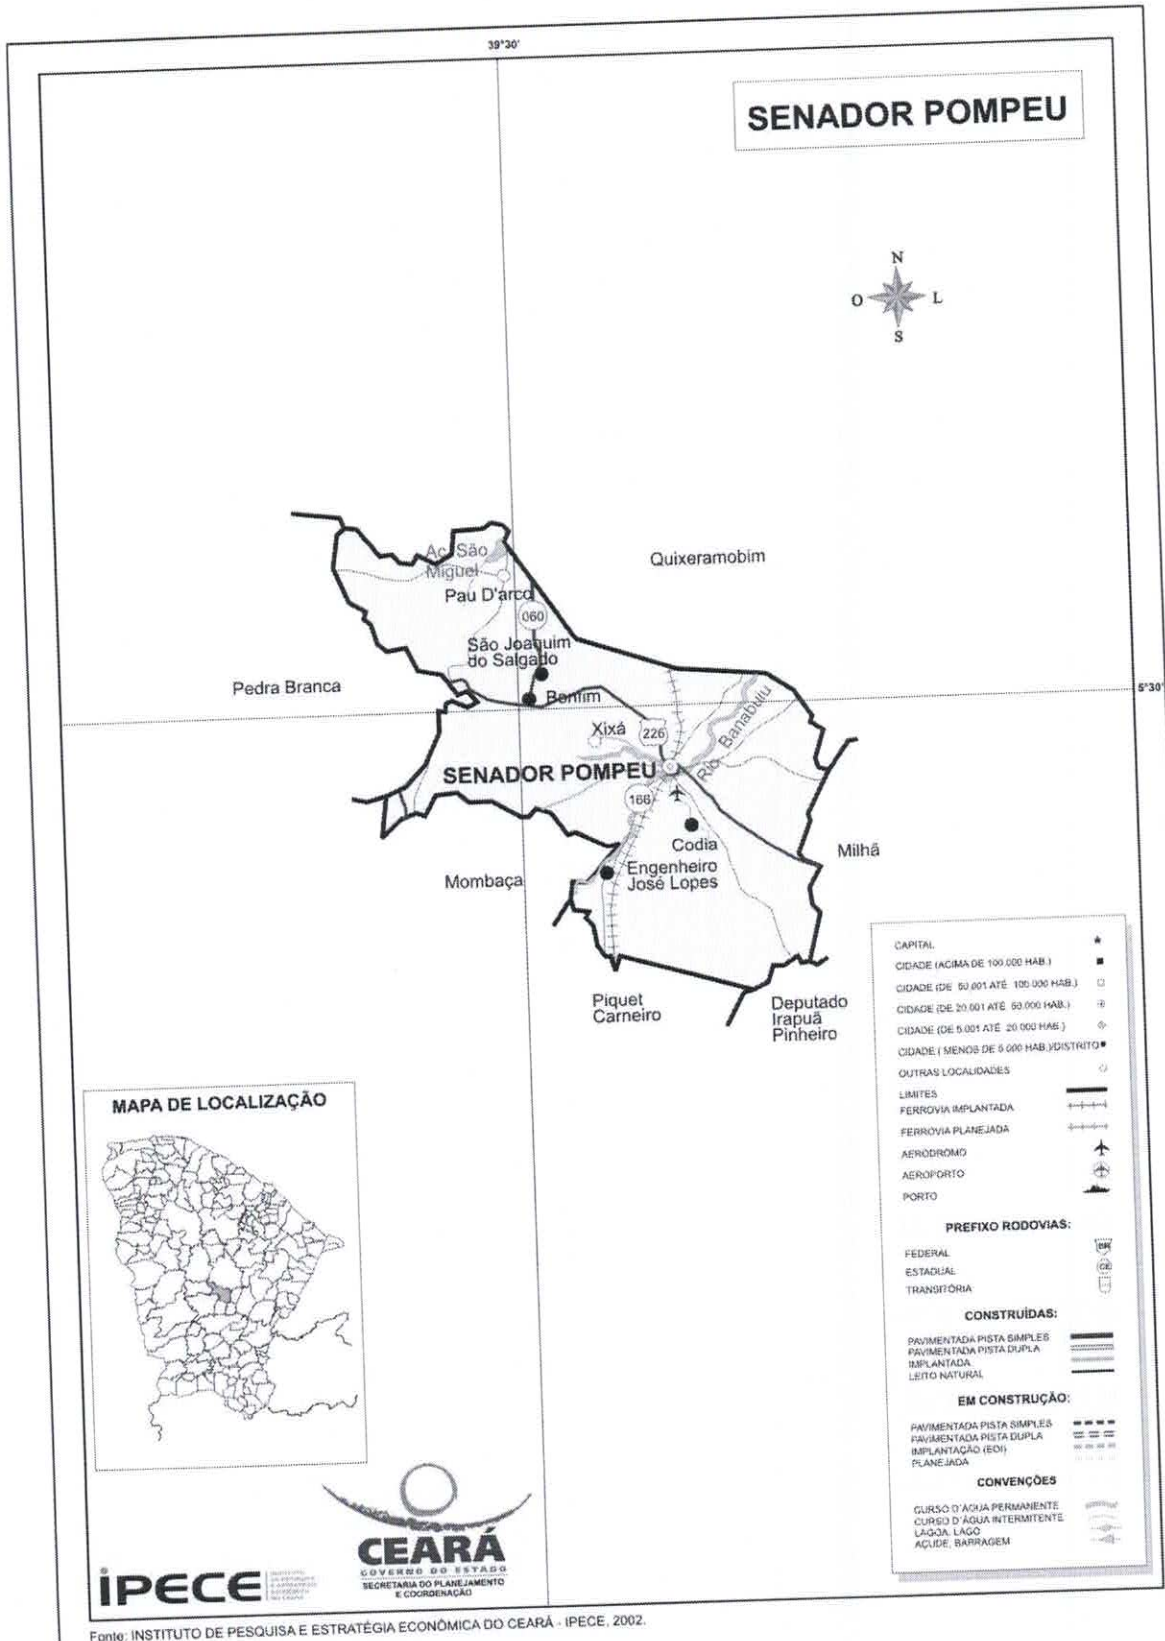 39°30'
SENADOR POMPEU
N
O
L
S
Quixeramobim
Aç. São
Miguel
Pau D'arco
060
São Joaquim
do Salgado
Pedra Branca
5°30'
Bonfim
Xixá
226
Rio Banabuiu
SENADOR POMPEU
166
Codia
Milhã
Engenheiro
José Lopes
Mombaça
Piquet
Carneiro
Deputado
Irapuã
Pinheiro
CAPITAL
CIDADE (ACIMA DE 100.000 HAB.)
CIDADE (DE 50.001 ATÉ 100.000 HAB.)
CIDADE (DE 20.001 ATÉ 50.000 HAB.)
CIDADE (DE 5.001 ATÉ 20.000 HAB.)
CIDADE ( MENOS DE 5.000 HAB.)/DISTRITO
OUTRAS LOCALIDADES
LIMITES
FERROVIA IMPLANTADA
FERROVIA PLANEJADA
AERÓDROMO
AEROPORTO
PORTO
PREFIXO RODOVIAS:
FEDERAL
BR
ESTADUAL
CE
TRANSITÓRIA
CONSTRUÍDAS:
PAVIMENTADA PISTA SIMPLES
PAVIMENTADA PISTA DUPLA
IMPLANTADA
LEITO NATURAL
EM CONSTRUÇÃO:
PAVIMENTADA PISTA SIMPLES
PAVIMENTADA PISTA DUPLA
IMPLANTAÇÃO (EOI)
PLANEJADA
CONVENÇÕES
CURSO D'ÁGUA PERMANENTE
CURSO D'ÁGUA INTERMITENTE
LAGOA, LAGO
AÇUDE, BARRAGEM
MAPA DE LOCALIZAÇÃO
iPECE
CEARÁ
GOVERNO DO ESTADO
SECRETARIA DO PLANEJAMENTO
E COORDENAÇÃO
Fonte: INSTITUTO DE PESQUISA E ESTRATÉGIA ECONÔMICA DO CEARÁ - IPECE, 2002.